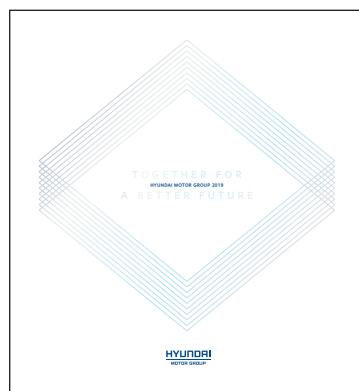 TOGETHER FOR
HYUNDAI MOTOR GROUP 2019
A BETTER FUTURE
HYUNDAI
MOTOR GROUP